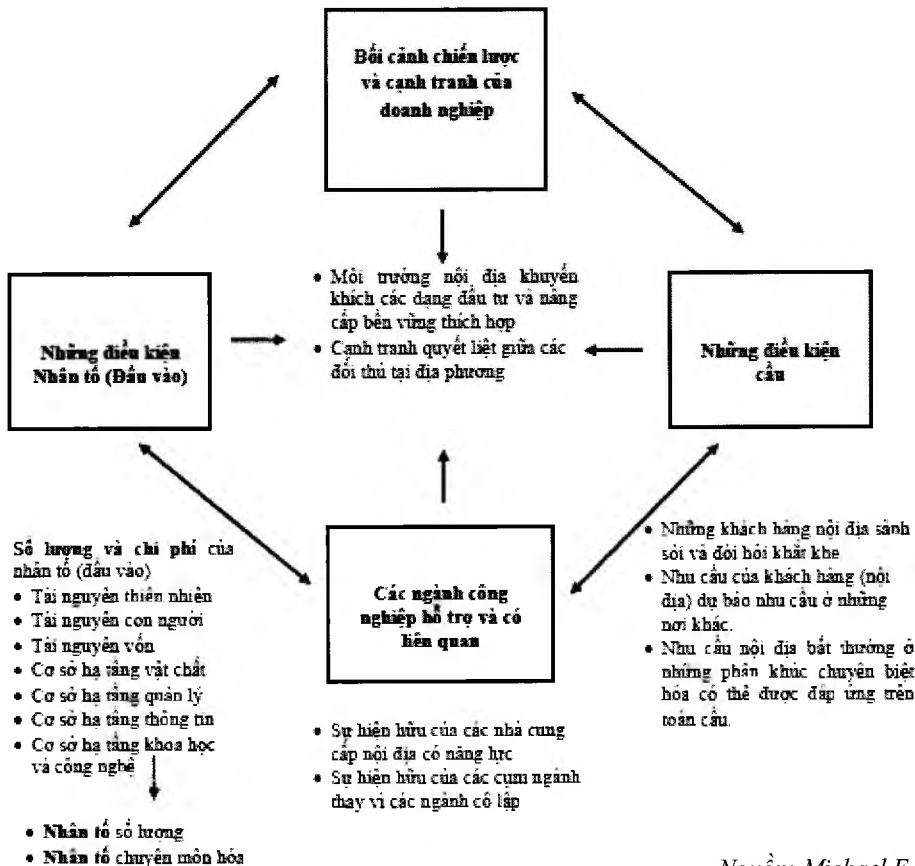 Bối cảnh chiến lược
và cạnh tranh của
doanh nghiệp
• Môi trường nội địa khuyến
khích các dạng đầu tư và nâng
cấp bền vững thích hợp
• Cạnh tranh quyết liệt giữa các
đối thủ tại địa phương
Những điều kiện
Nhân tố (Đầu vào)
Những điều kiện
cầu
Số lượng và chi phí của
nhân tố (đầu vào)
• Tài nguyên thiên nhiên
• Tài nguyên con người
• Tài nguyên vốn
• Cơ sở hạ tầng vật chất
• Cơ sở hạ tầng quản lý
• Cơ sở hạ tầng thông tin
• Cơ sở hạ tầng khoa học
và công nghệ
• Nhân tố số lượng
• Nhân tố chuyên môn hóa
Các ngành công
nghiệp hỗ trợ và có
liên quan
• Sự hiện hữu của các nhà cung
cấp nội địa có năng lực
• Sự hiện hữu của các cụm ngành
thay vì các ngành cô lập
• Những khách hàng nội địa sành
sỏi và đòi hỏi khắt khe
• Nhu cầu của khách hàng (nội
địa) dự báo nhu cầu ở những
nơi khác.
• Nhu cầu nội địa bất thường ở
những phân khúc chuyên biệt
hóa có thể được đáp ứng trên
toàn cầu.